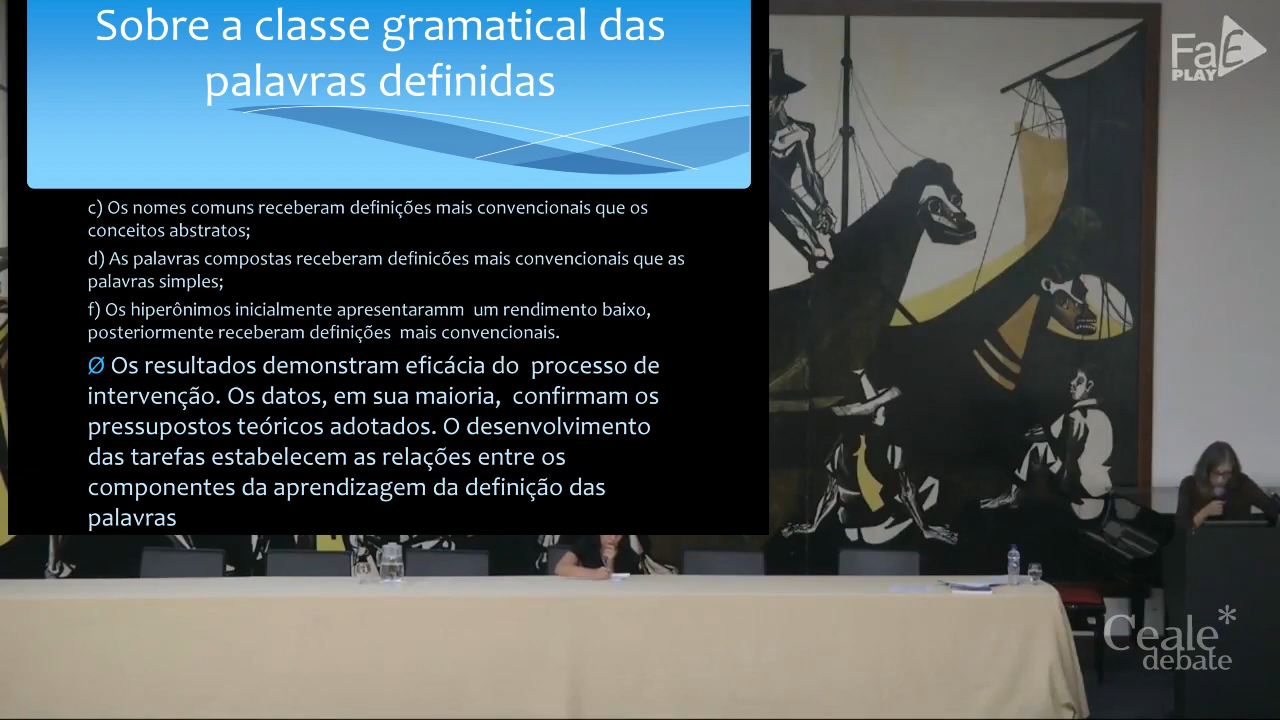 Sobre a classe gramatical das
palavras definidas
c) Os nomes comuns receberam definições mais convencionais que os
conceitos abstratos;
d) As palavras compostas receberam definicões mais convencionais que as
palavras simples;
f) Os hiperônimos inicialmente apresentaramm um rendimento baixo,
posteriormente receberam definições mais convencionais.
Ø Os resultados demonstram eficácia do processo de
intervenção. Os datos, em sua maioria, confirmam os
pressupostos teóricos adotados. O desenvolvimento
das tarefas estabelecem as relações entre os
componentes da aprendizagem da definição das
palavras
FaE
PLAY
Ceale*
debate